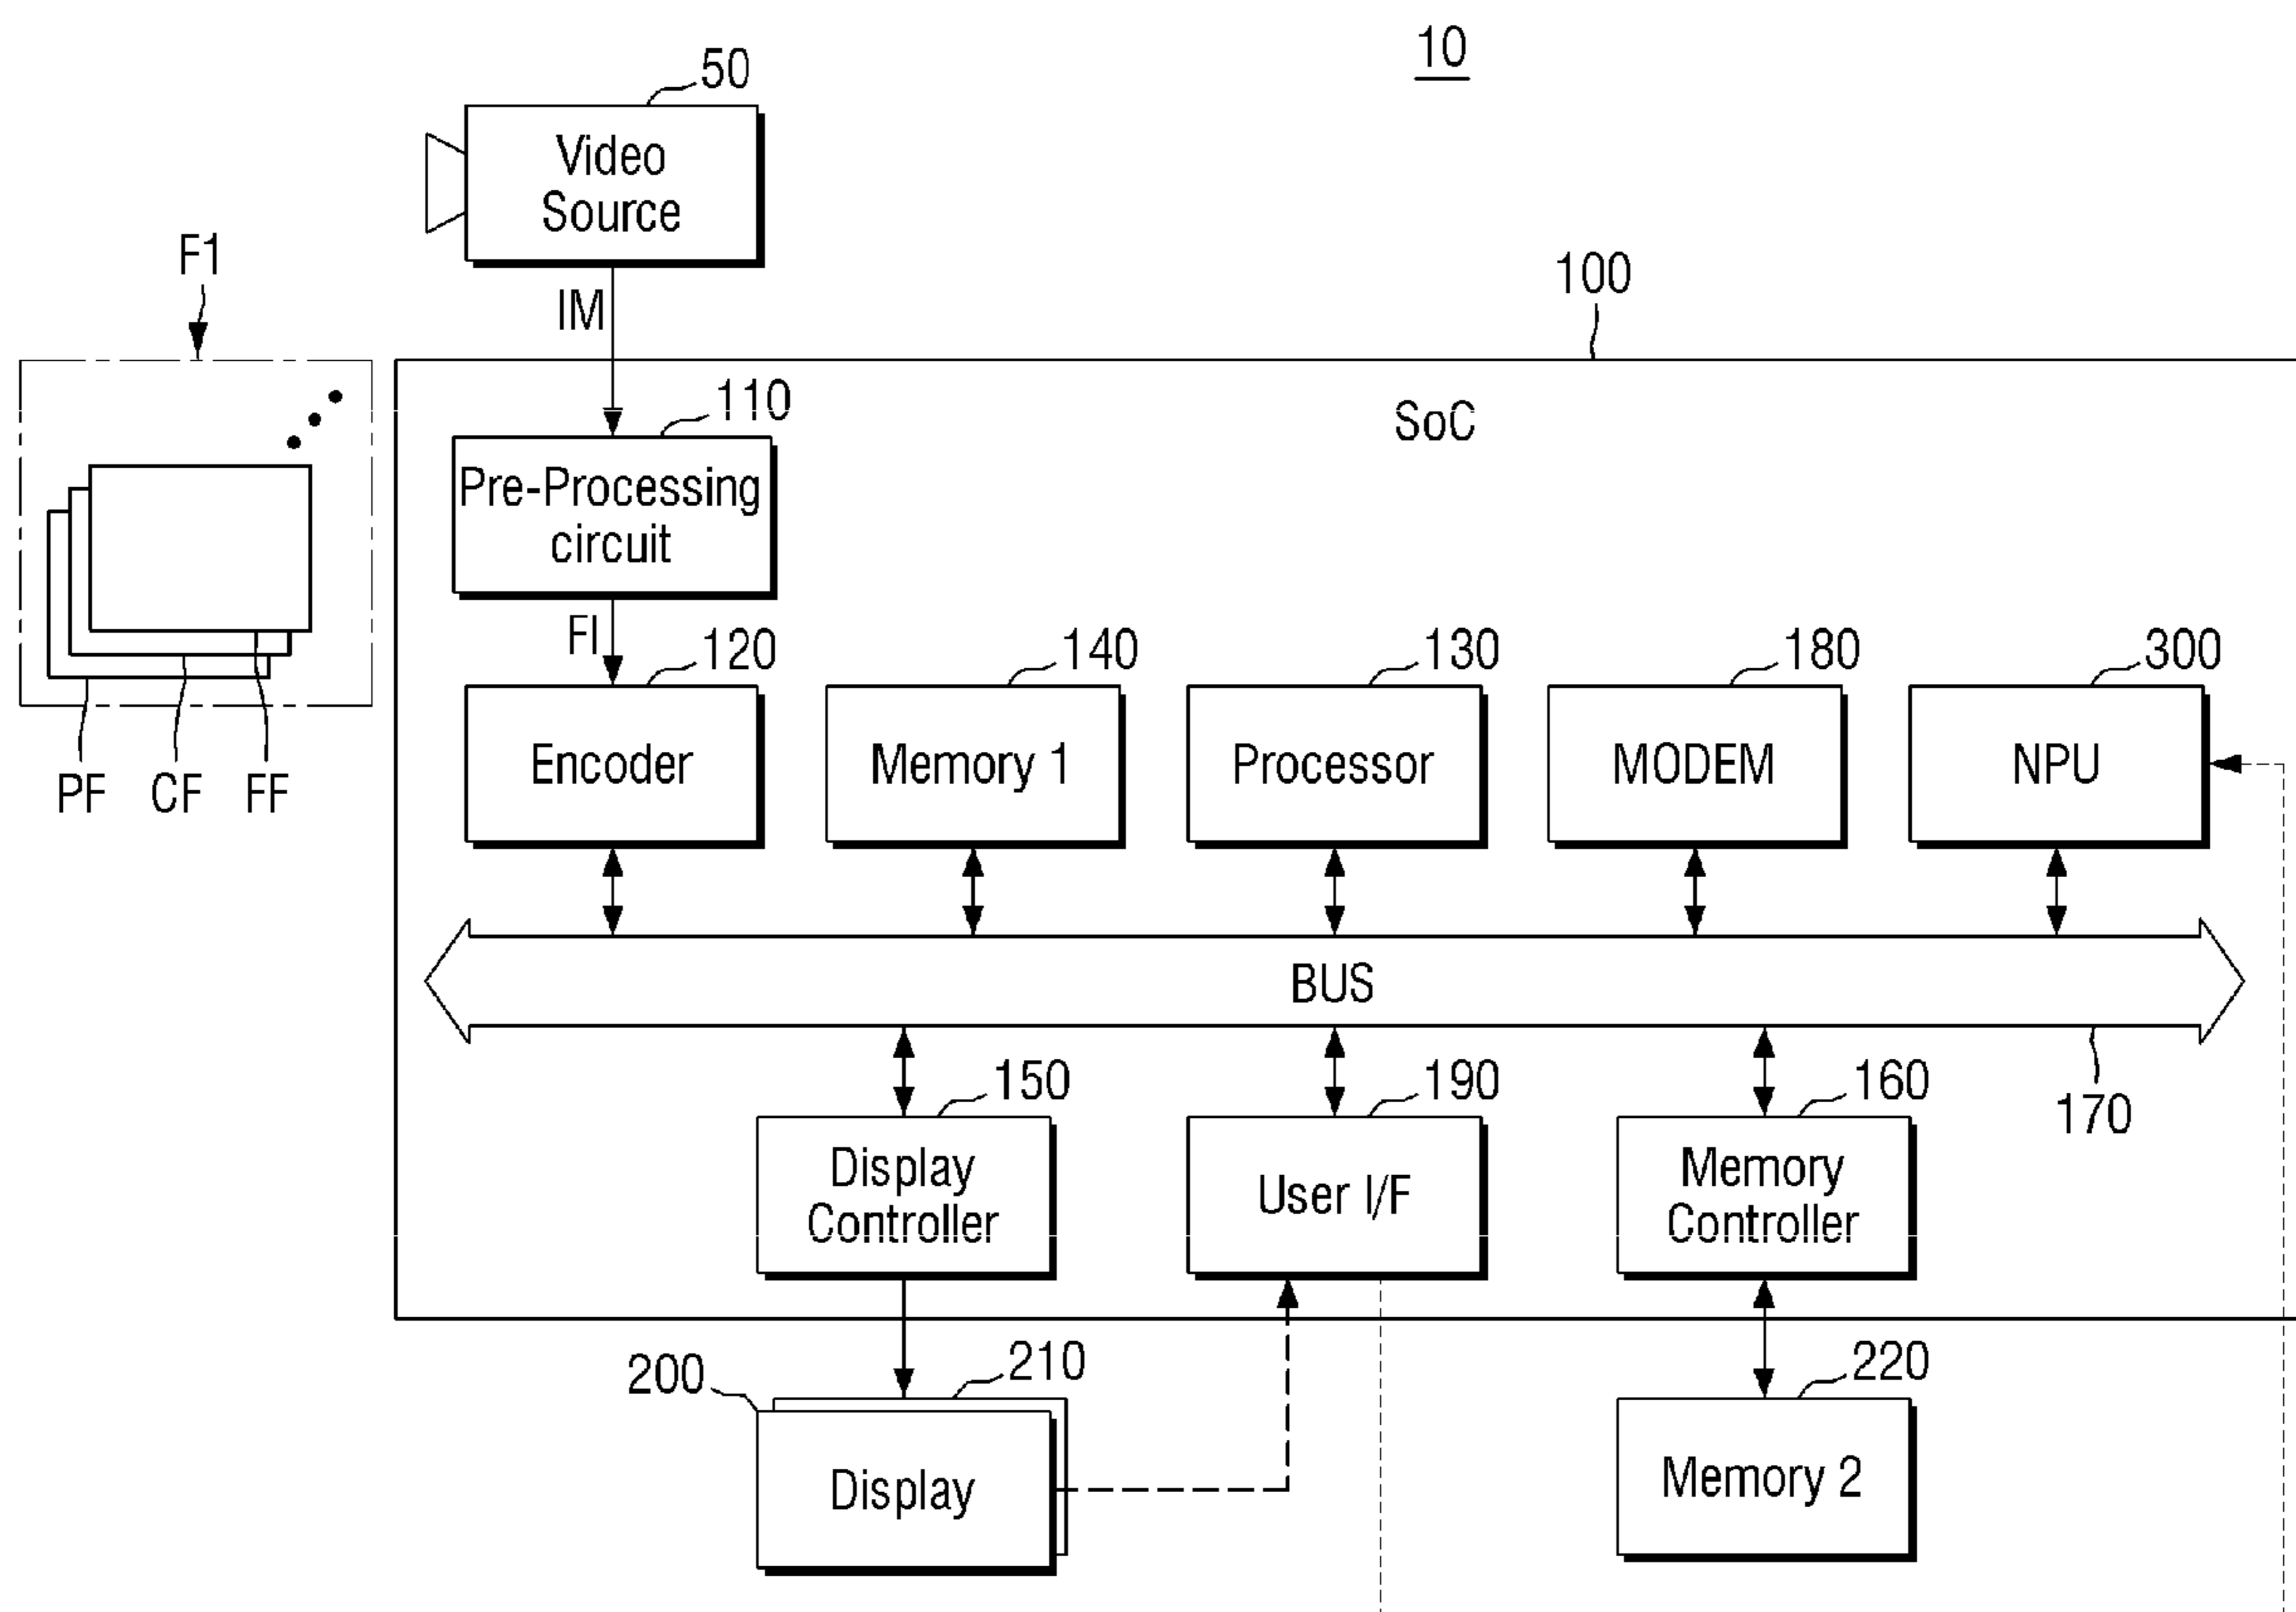 10
50
Video
Source
F1
IM
100
110
SoC
Pre-Processing
circuit
FI
120
140
130
180
300
Encoder
Memory 1
Processor
MODEM
NPU
PF
CF
FF
BUS
150
190
160
170
Display
Controller
User I/F
Memory
Controller
200
210
220
Display
Memory 2